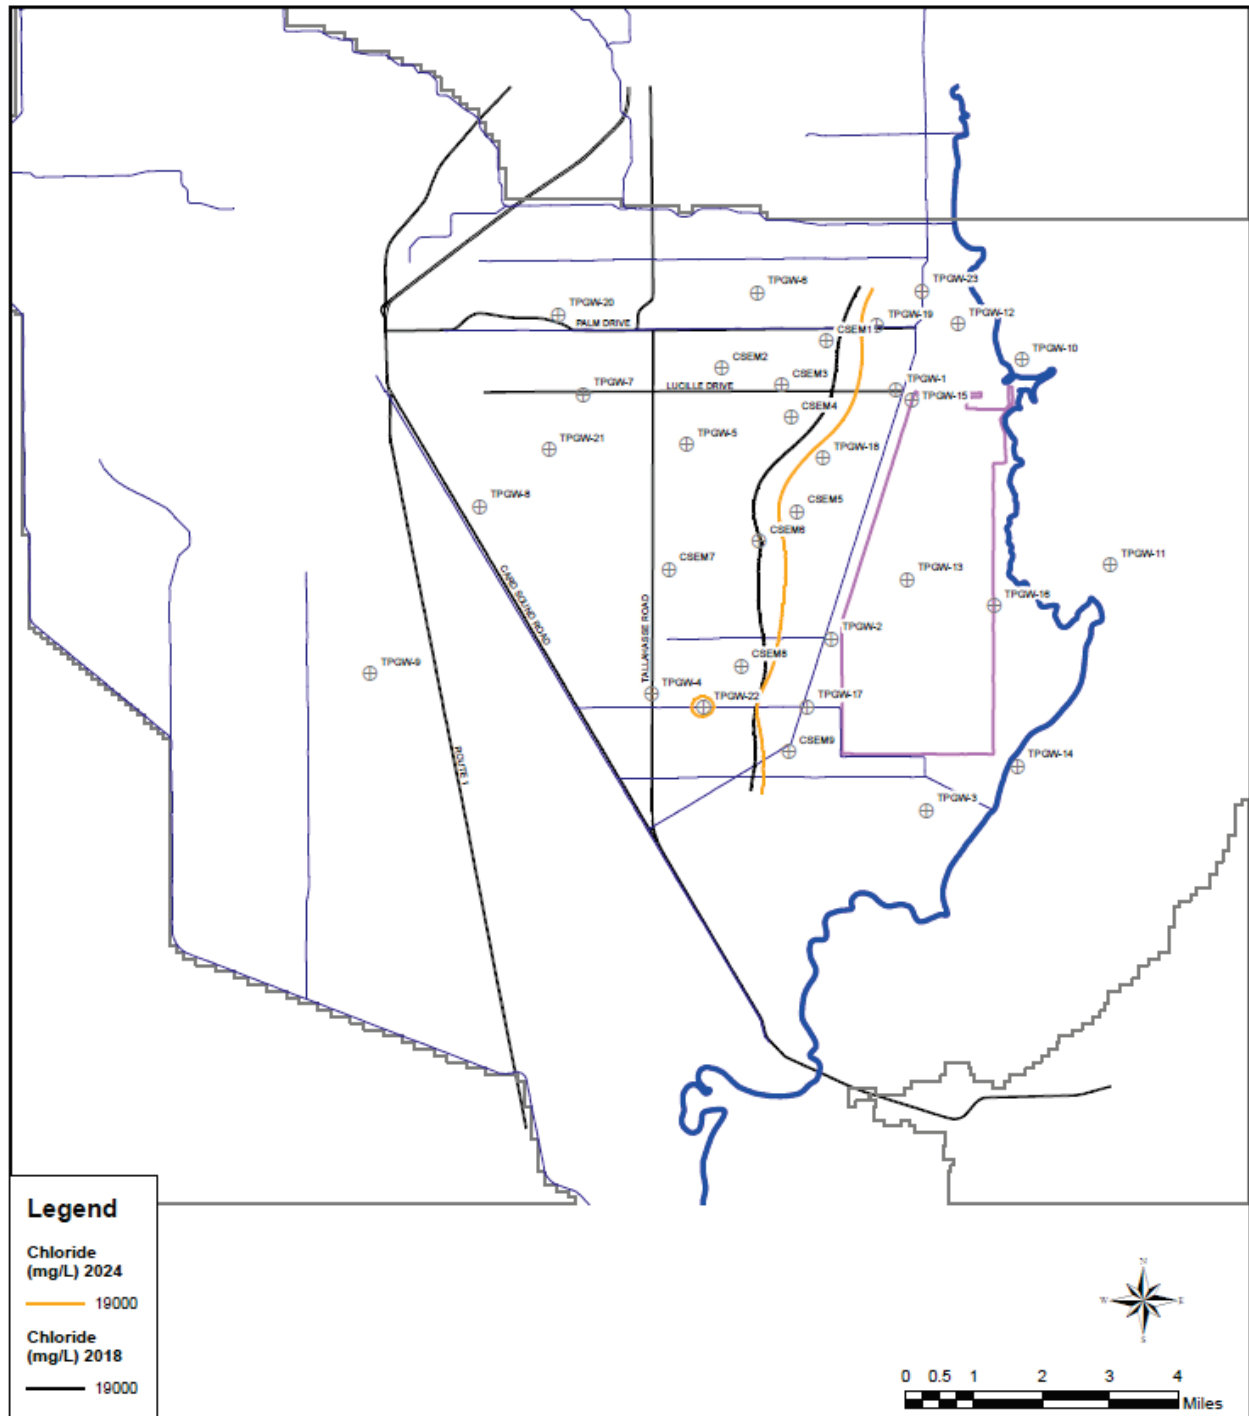 TPGW-6
TPGW-23
TPGW-20
PALM DRIVE
TPGW-19
TPGW-12
CSEM1
TPGW-10
CSEM2
CSEM3
LUCILLE DRIVE
TPGW-7
TPGW-1
TPGW-15
CSEM4
TPGW-5
TPGW-21
TPGW-18
TPGW-8
CSEM5
CSEM6
CSEM7
TPGW-11
TPGW-13
TPGW-16
CARD SOUND ROAD
TALLAHASSE ROAD
TPGW-2
CSEM8
TPGW-9
TPGW-4
TPGW-22
TPGW-17
CSEM9
ROUTE 1
TPGW-14
TPGW-3
Legend
Chloride
(mg/L) 2024
19000
Chloride
(mg/L) 2018
19000
N
W
E
S
0 0.5 1 2 3 4
Miles